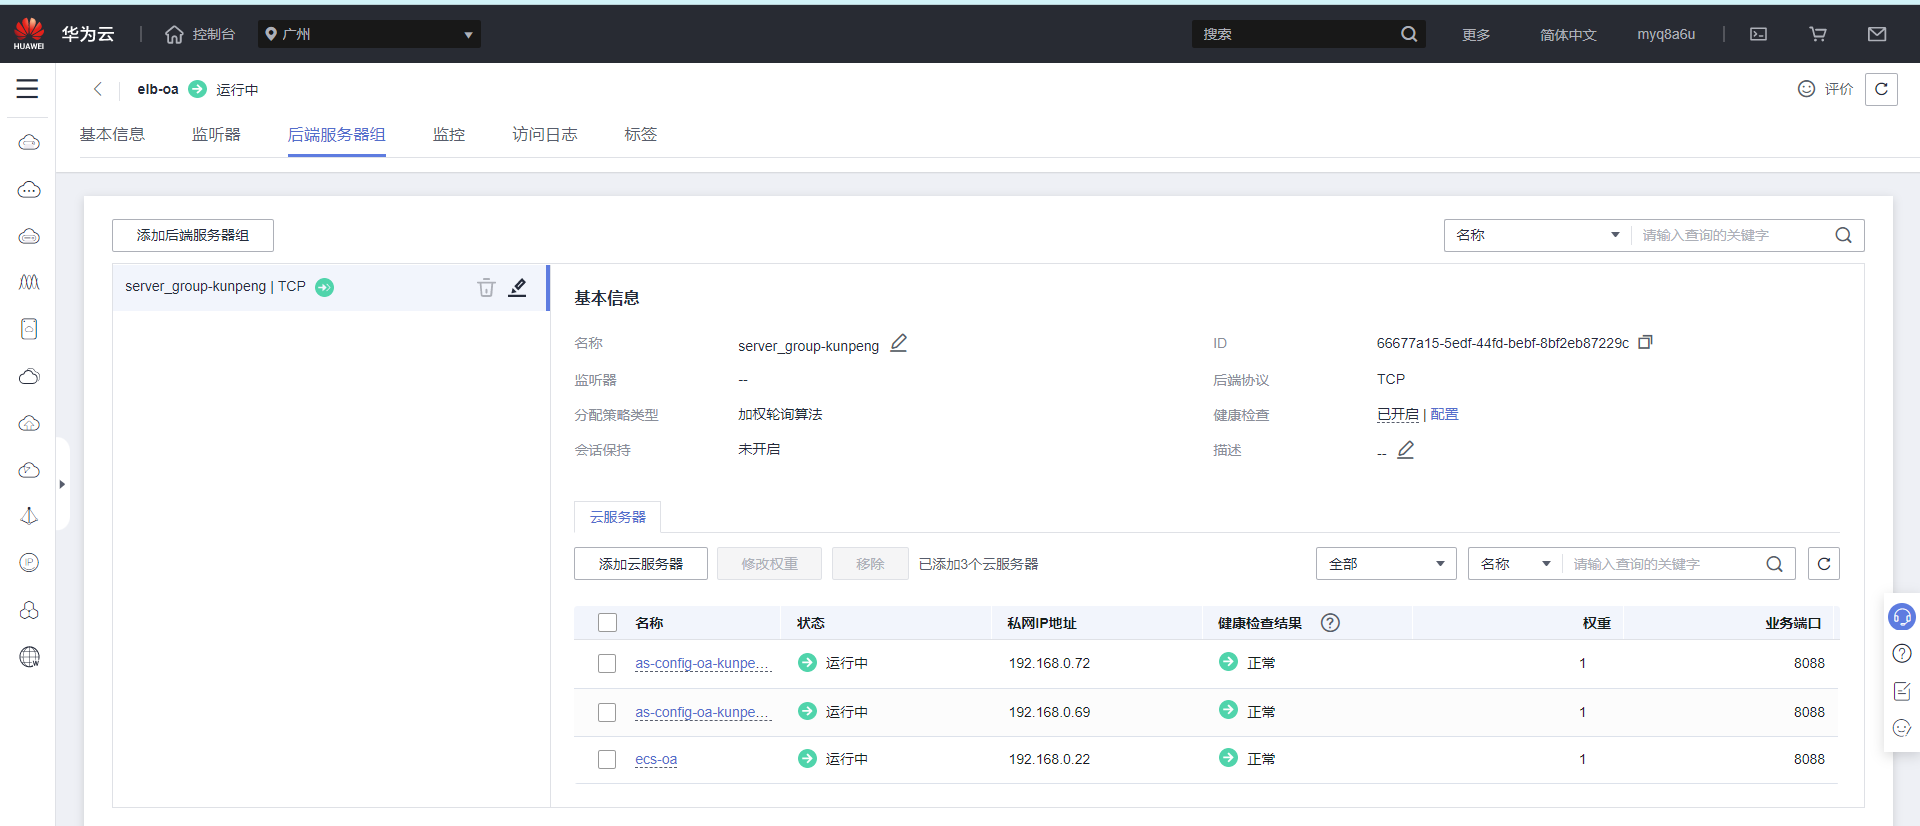 HUAWEI 华为云 控制台 广州 搜索 更多 简体中文 myq8a6u
elb-oa 运行中 评价
基本信息 监听器 后端服务器组 监控 访问日志 标签
添加后端服务器组 名称 请输入查询的关键字
server_group-kunpeng | TCP
基本信息
名称 server_group-kunpeng ID 66677a15-5edf-44fd-bebf-8bf2eb87229c
监听器 -- 后端协议 TCP
分配策略类型 加权轮询算法 健康检查 已开启 | 配置
会话保持 未开启 描述 --
云服务器
添加云服务器 修改权重 移除 已添加3个云服务器 全部 名称 请输入查询的关键字
名称 状态 私网IP地址 健康检查结果 权重 业务端口
as-config-oa-kunpe... 运行中 192.168.0.72 正常 1 8088
as-config-oa-kunpe... 运行中 192.168.0.69 正常 1 8088
ecs-oa 运行中 192.168.0.22 正常 1 8088
IP